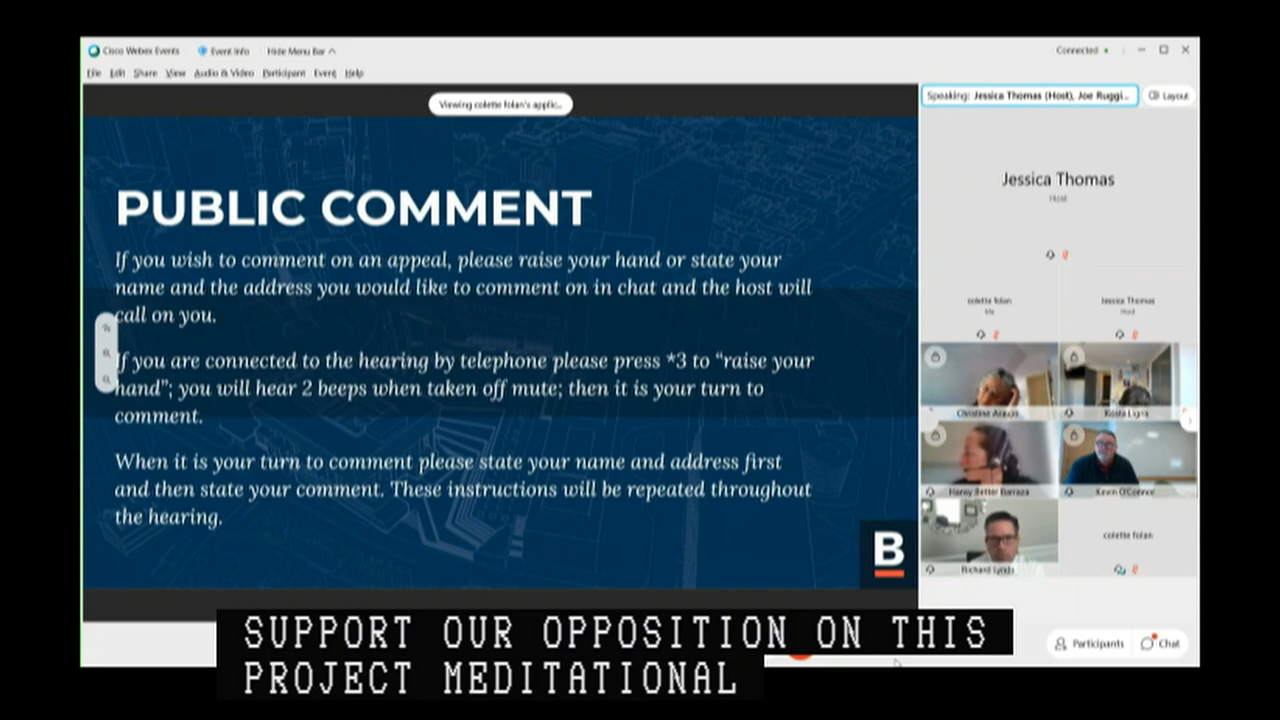 Cisco Webex Events
Event Info
Hide Menu Bar
Connected
File Edit Share View Audio & Video Participant Event Help
Viewing colette folan's applic...
Speaking: Jessica Thomas (Host), Joe Ruggi...
Layout
PUBLIC COMMENT
If you wish to comment on an appeal, please raise your hand or state your
name and the address you would like to comment on in chat and the host will
call on you.
If you are connected to the hearing by telephone please press *3 to “raise your
hand”; you will hear 2 beeps when taken off mute; then it is your turn to
comment.
When it is your turn to comment please state your name and address first
and then state your comment. These instructions will be repeated throughout
the hearing.
B
Jessica Thomas
Host
colette folan
Me
Jessica Thomas
Host
Christine Araujo
Kosta Ligris
Hansy Better Barraza
Kevin O'Connor
Richard Lynds
colette folan
SUPPORT OUR OPPOSITION ON THIS
PROJECT MEDITATIONAL
Participants
Chat